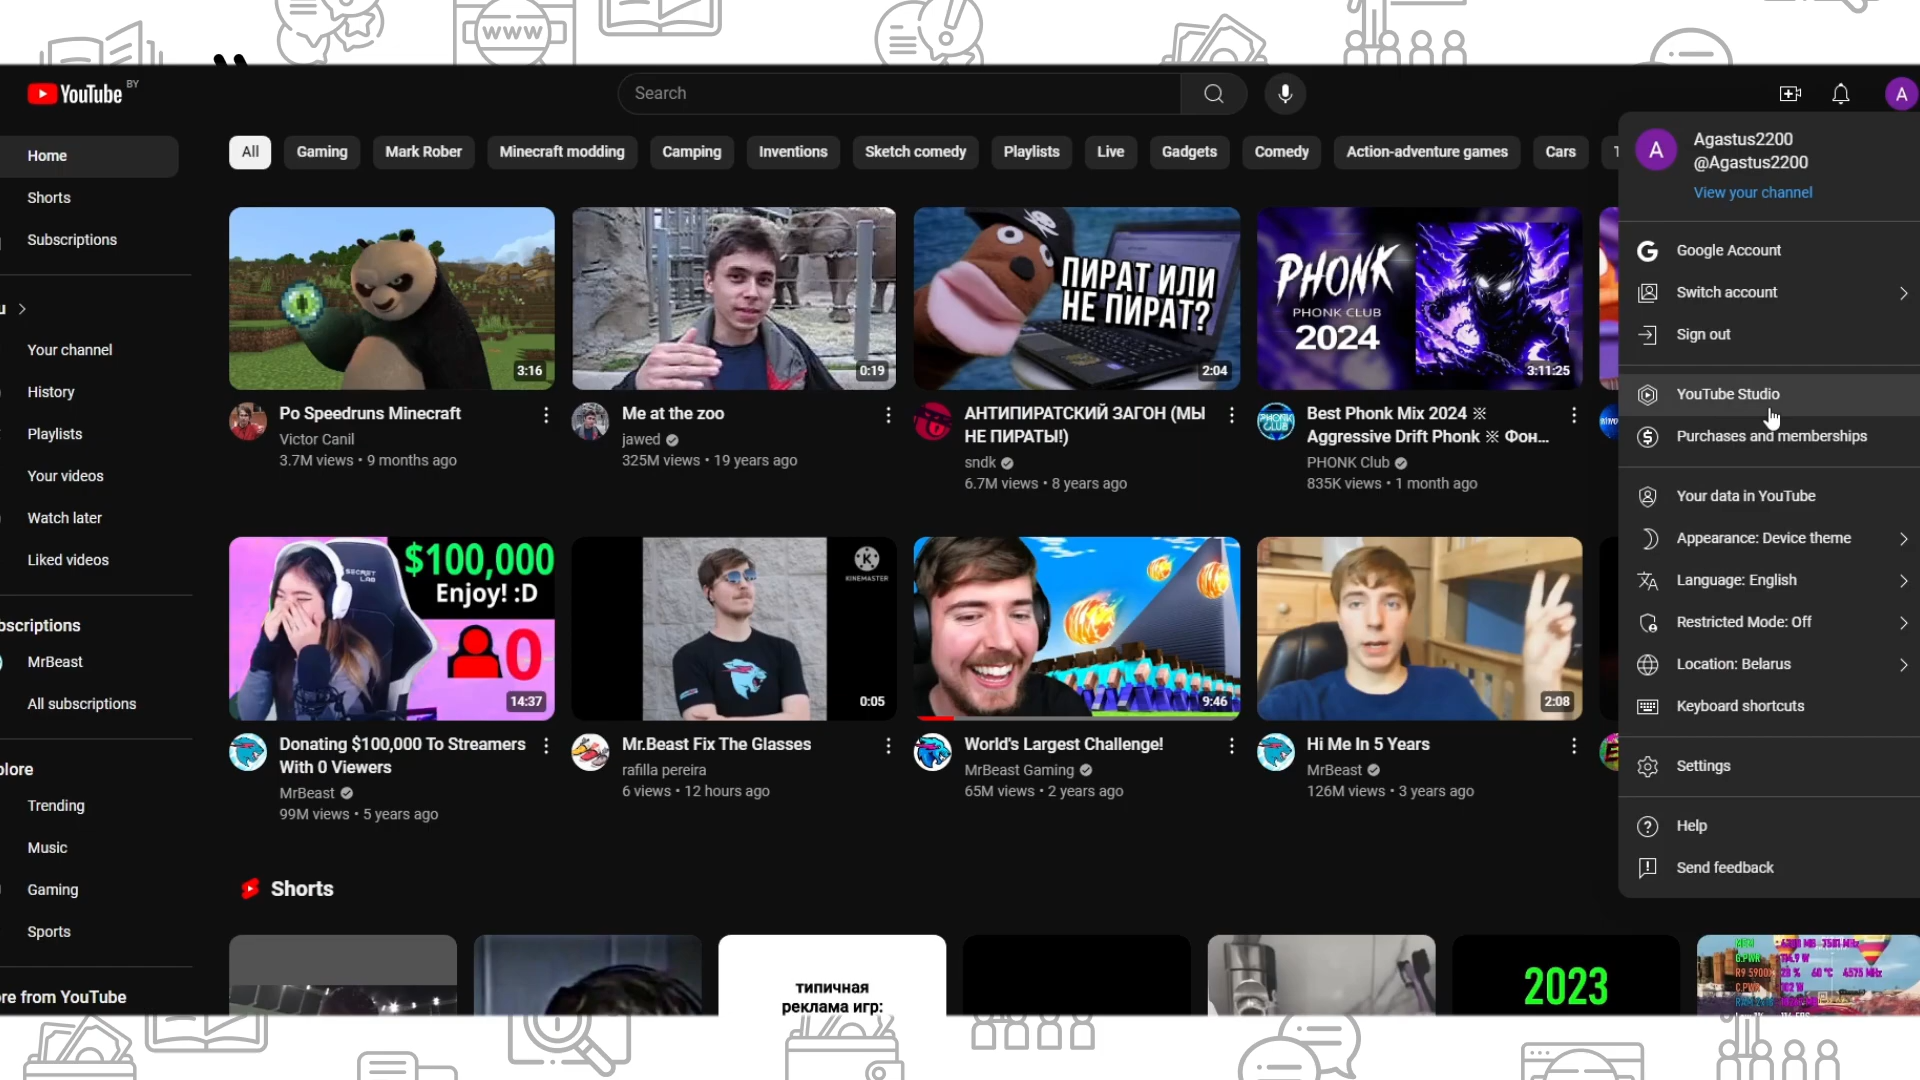 WWW
YouTube BY
Search
A
Home
Shorts
Subscriptions
u
Your channel
History
Playlists
Your videos
Watch later
Liked videos
bscriptions
MrBeast
All subscriptions
plore
Trending
Music
Gaming
Sports
re from YouTube
All
Gaming
Mark Rober
Minecraft modding
Camping
Inventions
Sketch comedy
Playlists
Live
Gadgets
Comedy
Action-adventure games
Cars
3:16
Po Speedruns Minecraft
Victor Canil
3.7M views • 9 months ago
0:19
Me at the zoo
jawed
325M views • 19 years ago
ПИРАТ ИЛИ
НЕ ПИРАТ?
2:04
АНТИПИРАТСКИЙ ЗАГОН (МЫ
НЕ ПИРАТЫ!)
sndk
6.7M views • 8 years ago
PHONK
PHONK CLUB
2024
3:11:25
Best Phonk Mix 2024 ※
Aggressive Drift Phonk ※ Фон...
PHONK Club
835K views • 1 month ago
$100,000
Enjoy! :D
SECRET
LAB
0
14:37
Donating $100,000 To Streamers
With 0 Viewers
MrBeast
99M views • 5 years ago
K
KINEMASTER
0:05
Mr.Beast Fix The Glasses
rafilla pereira
6 views • 12 hours ago
9:46
World's Largest Challenge!
MrBeast Gaming
65M views • 2 years ago
2:08
Hi Me In 5 Years
MrBeast
126M views • 3 years ago
Shorts
типичная
реклама игр:
2023
A
Agastus2200
@Agastus2200
View your channel
Google Account
Switch account
Sign out
YouTube Studio
Purchases and memberships
Your data in YouTube
Appearance: Device theme
Language: English
Restricted Mode: Off
Location: Belarus
Keyboard shortcuts
Settings
Help
Send feedback